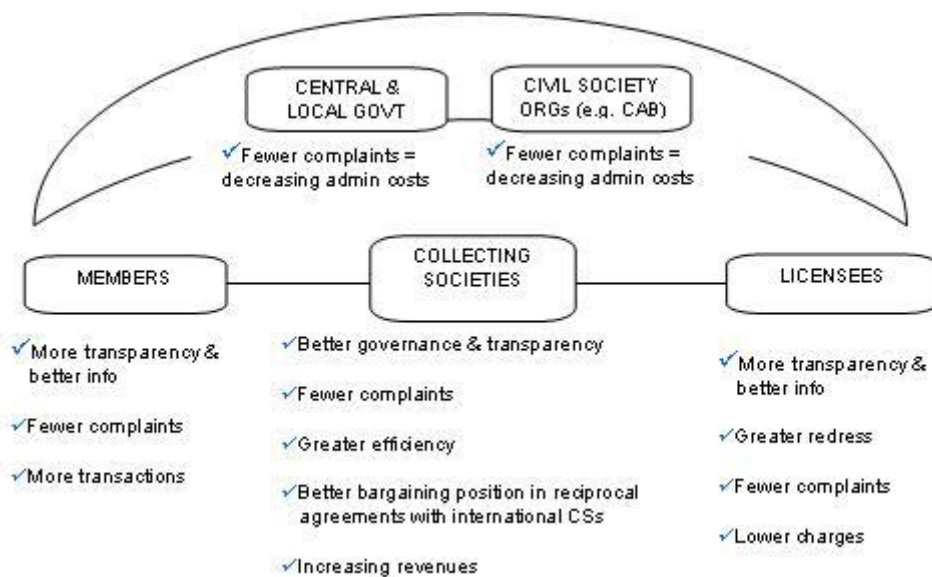 CENTRAL &
LOCAL GOVT
CIVIL SOCIETY
ORGs (e.g. CAB)
✓Fewer complaints =
decreasing admin costs
✓Fewer complaints =
decreasing admin costs
MEMBERS
COLLECTING
SOCIETIES
LICENSEES
✓More transparency &
better info
✓Fewer complaints
✓More transactions
✓Better governance & transparency
✓Fewer complaints
✓Greater efficiency
✓Better bargaining position in reciprocal
agreements with international CSs
✓Increasing revenues
✓More transparency &
better info
✓Greater redress
✓Fewer complaints
✓Lower charges